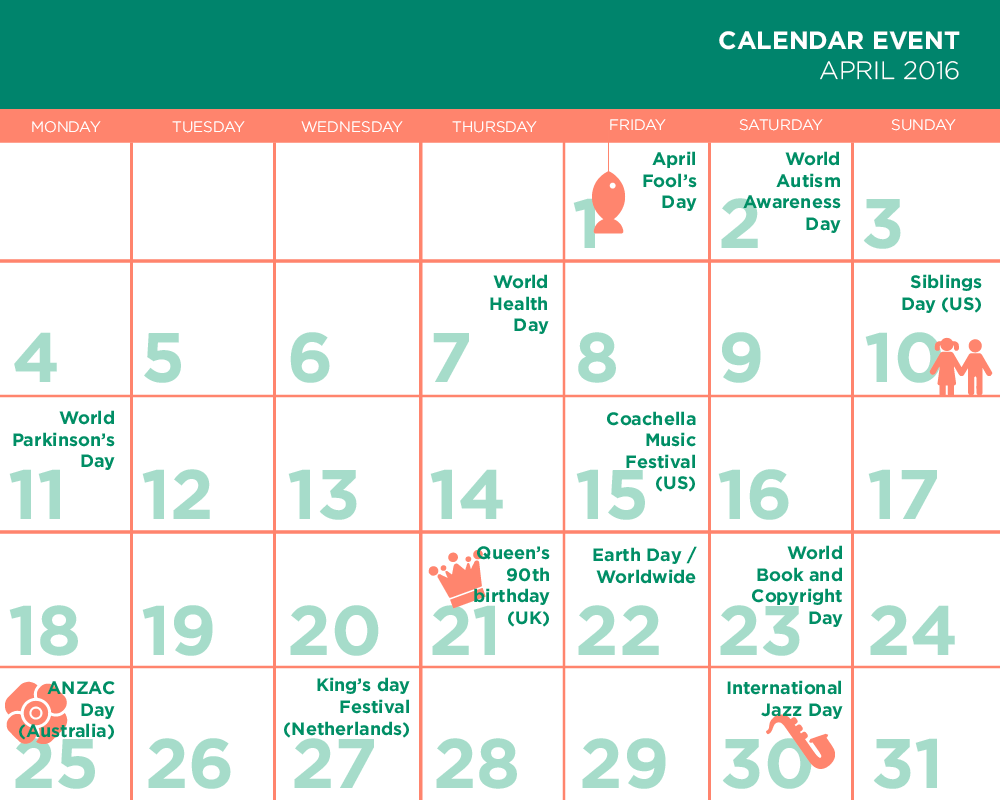 CALENDAR EVENT
APRIL 2016
MONDAY TUESDAY WEDNESDAY THURSDAY FRIDAY SATURDAY SUNDAY
April
Fool's
Day
1
World
Autism
Awareness
Day
2
3
4
5
6
World
Health
Day
7
8
9
Siblings
Day (US)
10
World
Parkinson's
Day
11
12
13
14
Coachella
Music
Festival
(US)
15
16
17
18
19
20
Queen's
90th
birthday
(UK)
21
Earth Day /
Worldwide
22
World
Book and
Copyright
Day
23
24
ANZAC
Day
(Australia)
25
26
King's day
Festival
(Netherlands)
27
28
29
International
Jazz Day
30
31